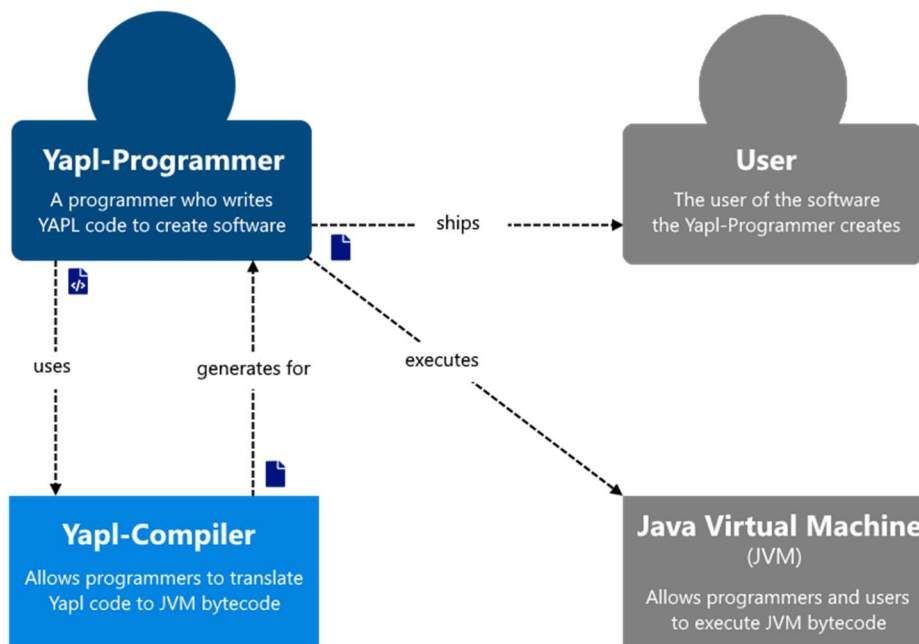 Yapl-Programmer
A programmer who writes
YAPL code to create software
User
The user of the software
the Yapl-Programmer creates
ships
</>
uses
generates for
executes
Yapl-Compiler
Allows programmers to translate
Yapl code to JVM bytecode
Java Virtual Machine
(JVM)
Allows programmers and users
to execute JVM bytecode